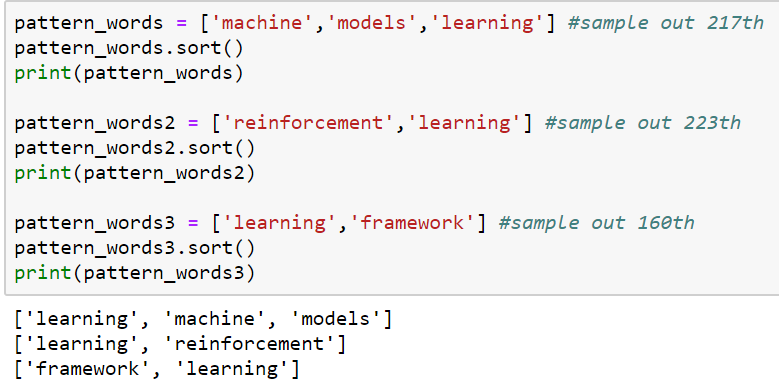 pattern_words = ['machine','models','learning'] #sample out 217th
pattern_words.sort()
print(pattern_words)
pattern_words2 = ['reinforcement','learning'] #sample out 223th
pattern_words2.sort()
print(pattern_words2)
pattern_words3 = ['learning','framework'] #sample out 160th
pattern_words3.sort()
print(pattern_words3)
['learning', 'machine', 'models']
['learning', 'reinforcement']
['framework', 'learning']